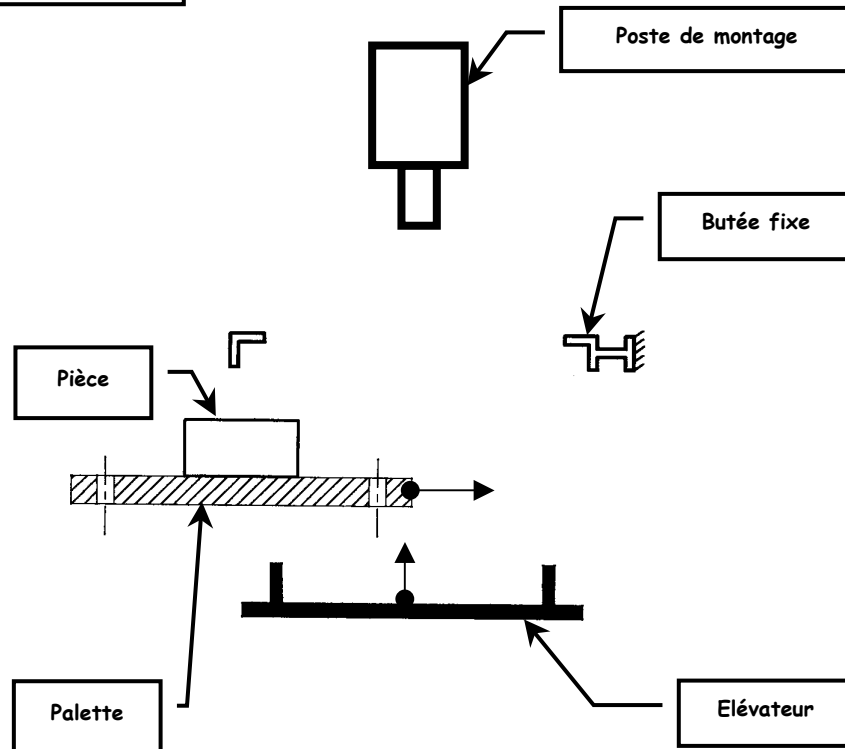 Poste de montage
Butée fixe
Pièce
Palette
Elévateur